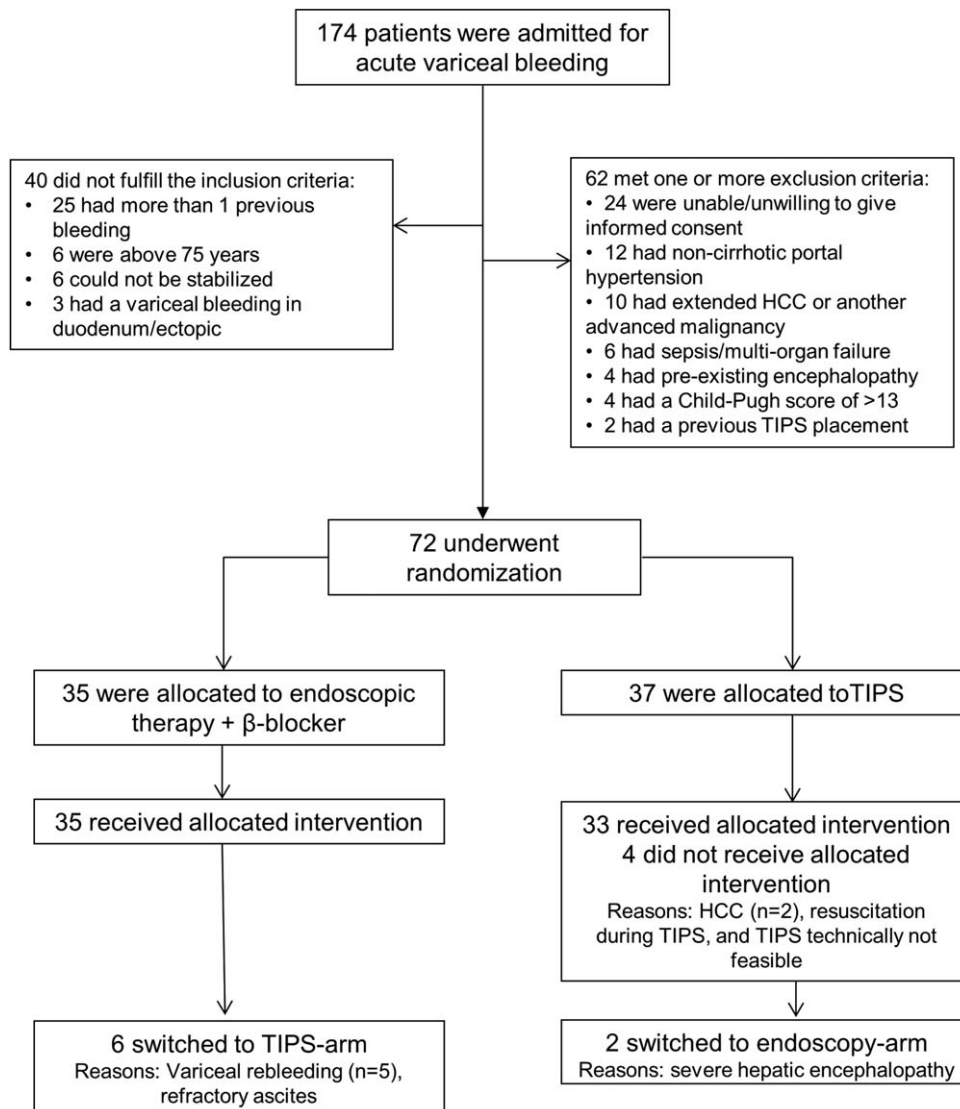 174 patients were admitted for
acute variceal bleeding
40 did not fulfill the inclusion criteria:
• 25 had more than 1 previous
bleeding
• 6 were above 75 years
• 6 could not be stabilized
• 3 had a variceal bleeding in
duodenum/ectopic
62 met one or more exclusion criteria:
• 24 were unable/unwilling to give
informed consent
• 12 had non-cirrhotic portal
hypertension
• 10 had extended HCC or another
advanced malignancy
• 6 had sepsis/multi-organ failure
• 4 had pre-existing encephalopathy
• 4 had a Child-Pugh score of >13
• 2 had a previous TIPS placement
72 underwent
randomization
35 were allocated to endoscopic
therapy + β-blocker
37 were allocated toTIPS
35 received allocated intervention
33 received allocated intervention
4 did not receive allocated
intervention
Reasons: HCC (n=2), resuscitation
during TIPS, and TIPS technically not
feasible
6 switched to TIPS-arm
Reasons: Variceal rebleeding (n=5),
refractory ascites
2 switched to endoscopy-arm
Reasons: severe hepatic encephalopathy